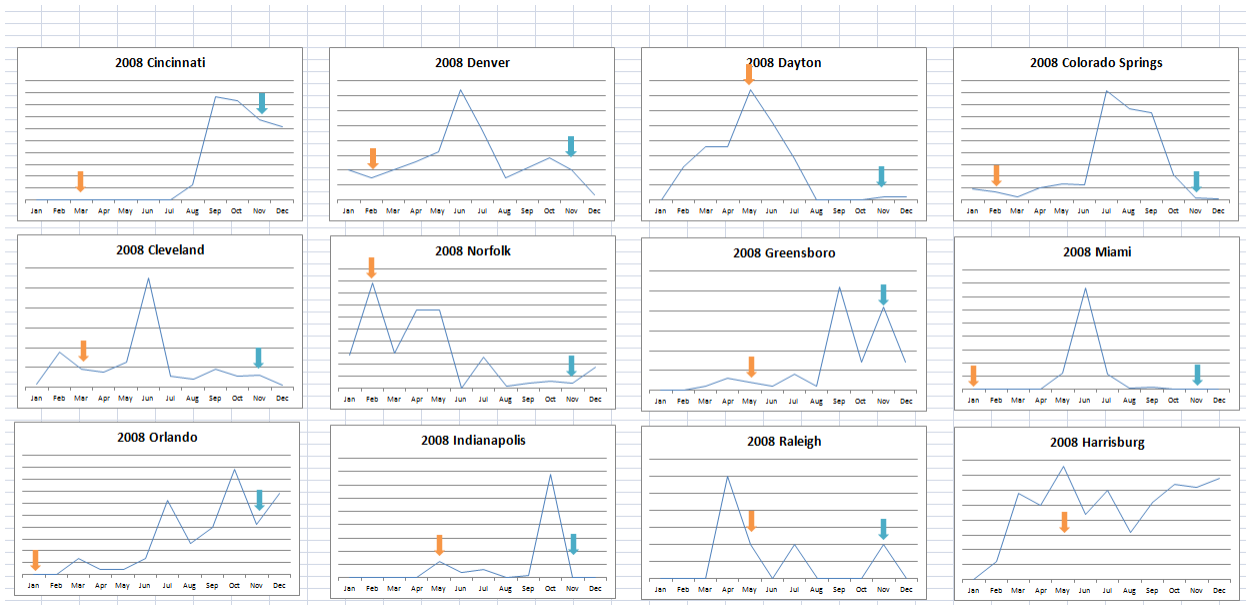 2008 Cincinnati
Jan Feb Mar Apr May Jun Jul Aug Sep Oct Nov Dec
2008 Denver
Jan Feb Mar Apr May Jun Jul Aug Sep Oct Nov Dec
2008 Dayton
Jan Feb Mar Apr May Jun Jul Aug Sep Oct Nov Dec
2008 Colorado Springs
Jan Feb Mar Apr May Jun Jul Aug Sep Oct Nov Dec
2008 Cleveland
Jan Feb Mar Apr May Jun Jul Aug Sep Oct Nov Dec
2008 Norfolk
Jan Feb Mar Apr May Jun Jul Aug Sep Oct Nov Dec
2008 Greensboro
Jan Feb Mar Apr May Jun Jul Aug Sep Oct Nov Dec
2008 Miami
Jan Feb Mar Apr May Jun Jul Aug Sep Oct Nov Dec
2008 Orlando
Jan Feb Mar Apr May Jun Jul Aug Sep Oct Nov Dec
2008 Indianapolis
Jan Feb Mar Apr May Jun Jul Aug Sep Oct Nov Dec
2008 Raleigh
Jan Feb Mar Apr May Jun Jul Aug Sep Oct Nov Dec
2008 Harrisburg
Jan Feb Mar Apr May Jun Jul Aug Sep Oct Nov Dec